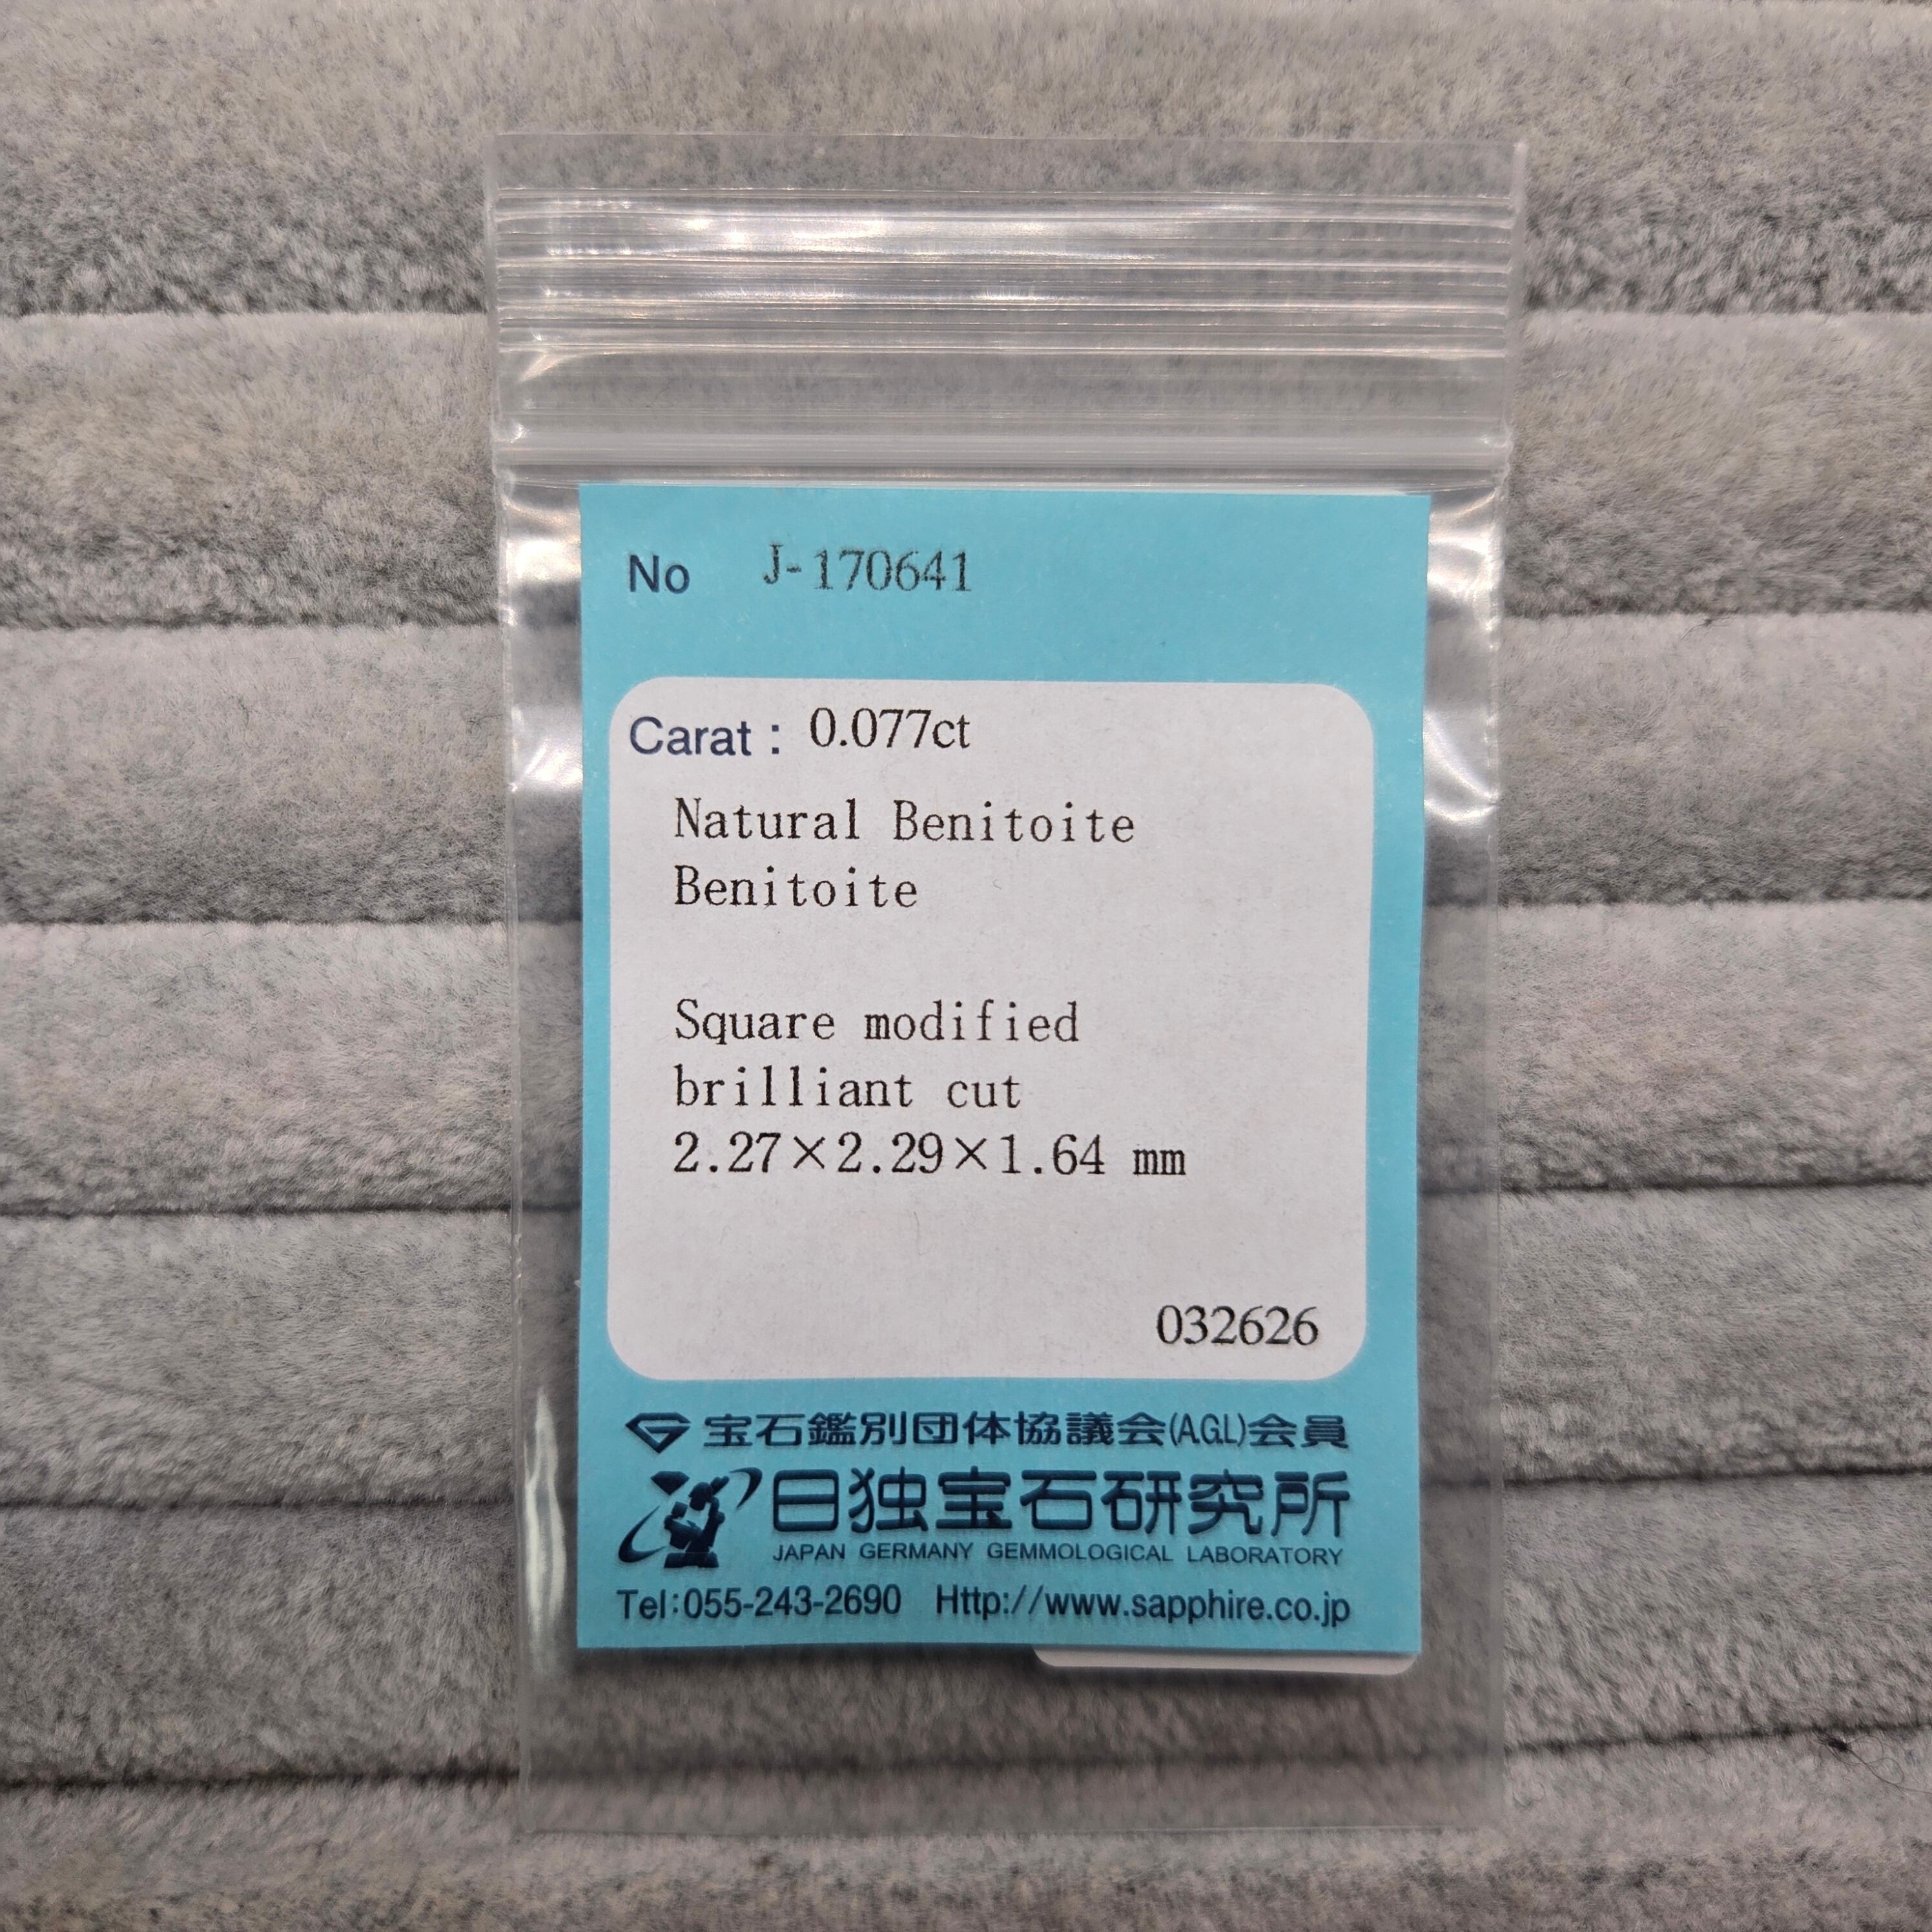 No J-170641
Carat : 0.077ct
Natural Benitoite
Benitoite
Square modified
brilliant cut
2.27×2.29×1.64 mm
032626
宝石鑑別団体協議会(A.G.L)会員
日独宝石研究所
JAPAN GERMANY GEMMOLOGICAL LABORATORY
Tel:055-243-2690 Http://www.sapphire.co.jp